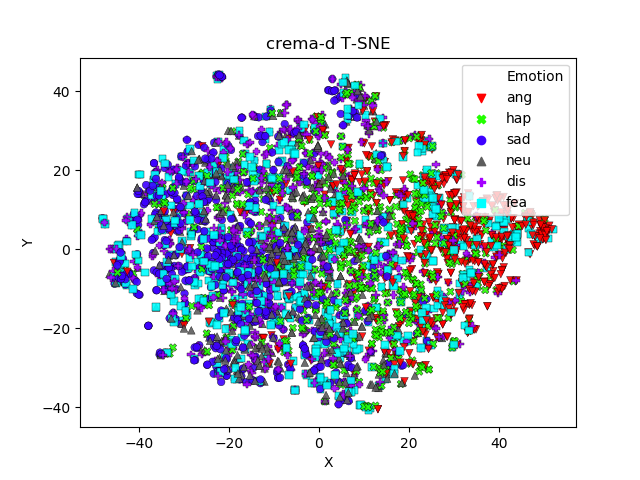 crema-d T-SNE
Emotion
ang
hap
sad
neu
dis
fea
Y
40
20
0
−20
−40
−40
−20
0
20
40
X